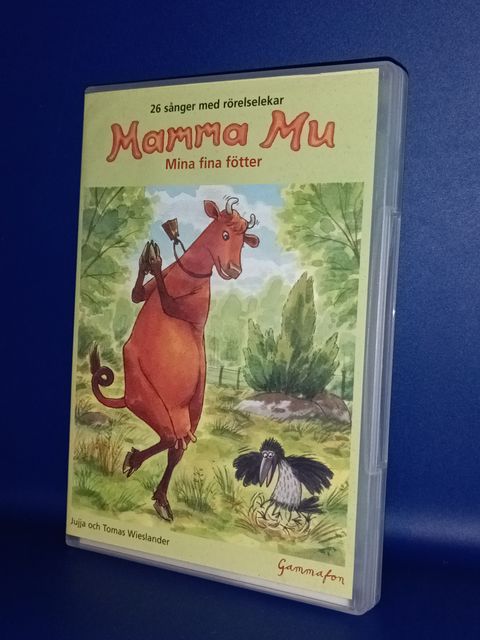 26 sånger med rörelselekar
Mamma Mu
Mina fina fötter
Jujja och Tomas Wieslander
Gammafon